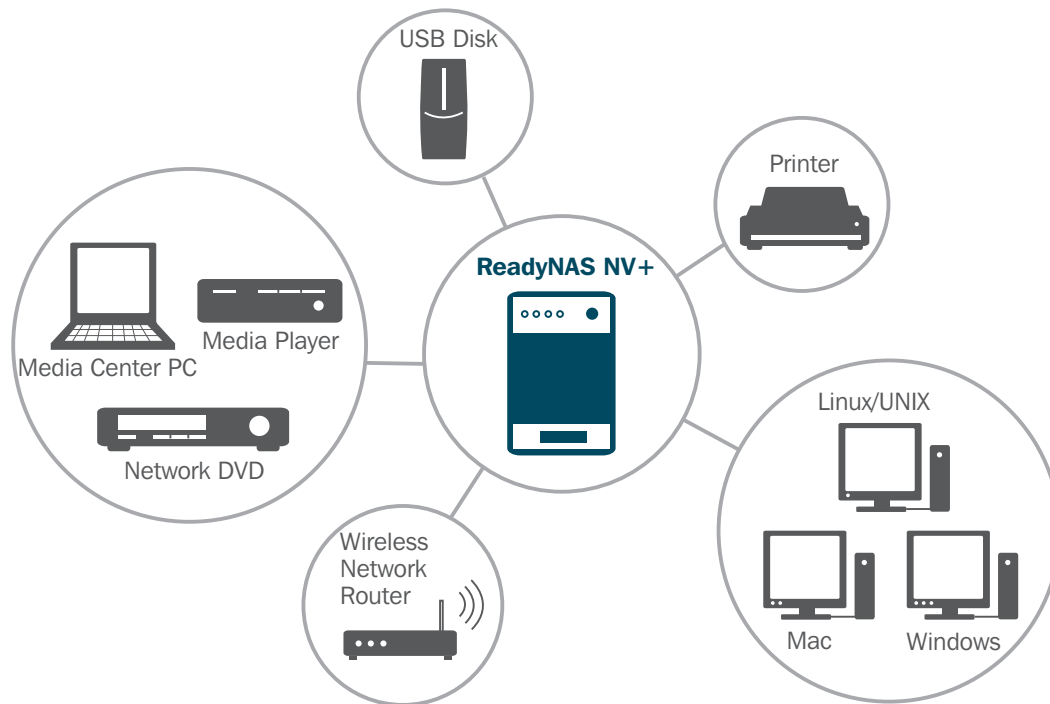 USB Disk
Printer
ReadyNAS NV+
Media Player
Media Center PC
Network DVD
Linux/UNIX
Wireless
Network
Router
Mac
Windows